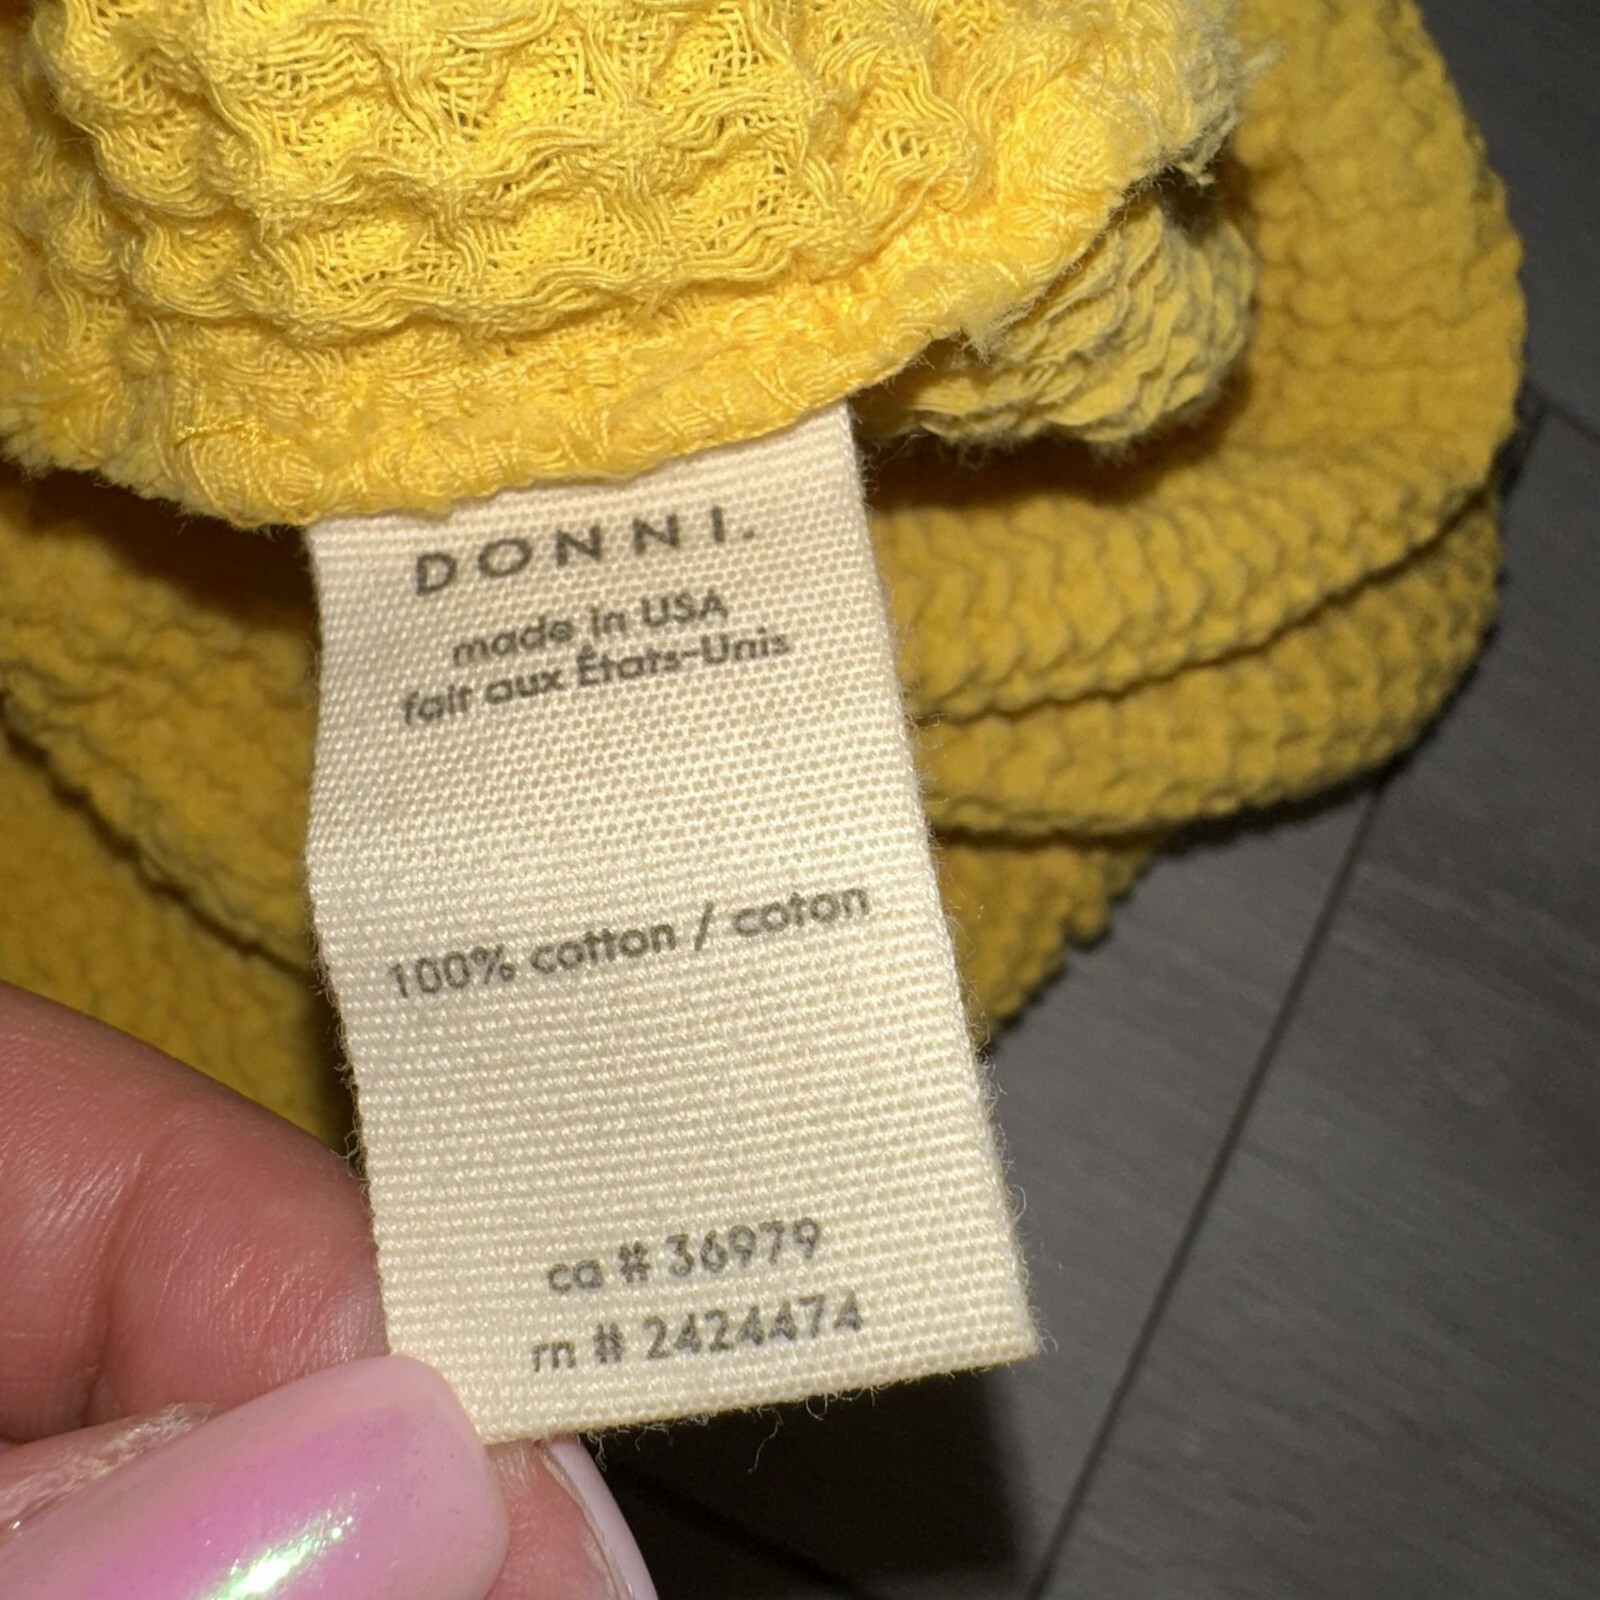 DONNI.
made in USA
fait aux États-Unis
100% cotton / coton
ca # 36979
rn # 2424474